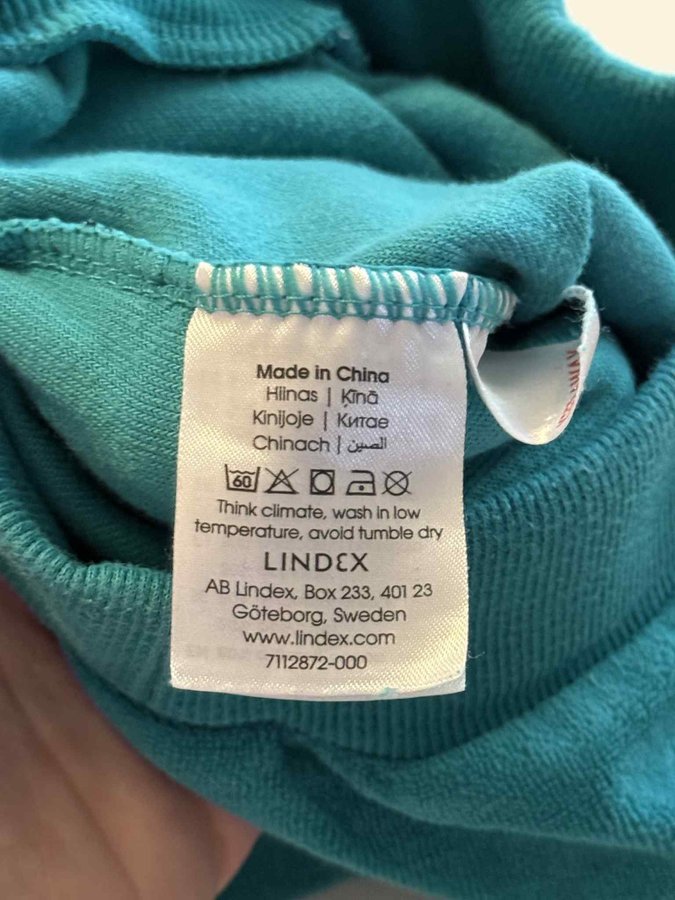 Made in China
Hiinas | Ķīnā
Kinijoje | Китае
Chinach | الصين
60
Think climate, wash in low
temperature, avoid tumble dry
LINDEX
AB Lindex, Box 233, 401 23
Göteborg, Sweden
www.lindex.com
7112872-000